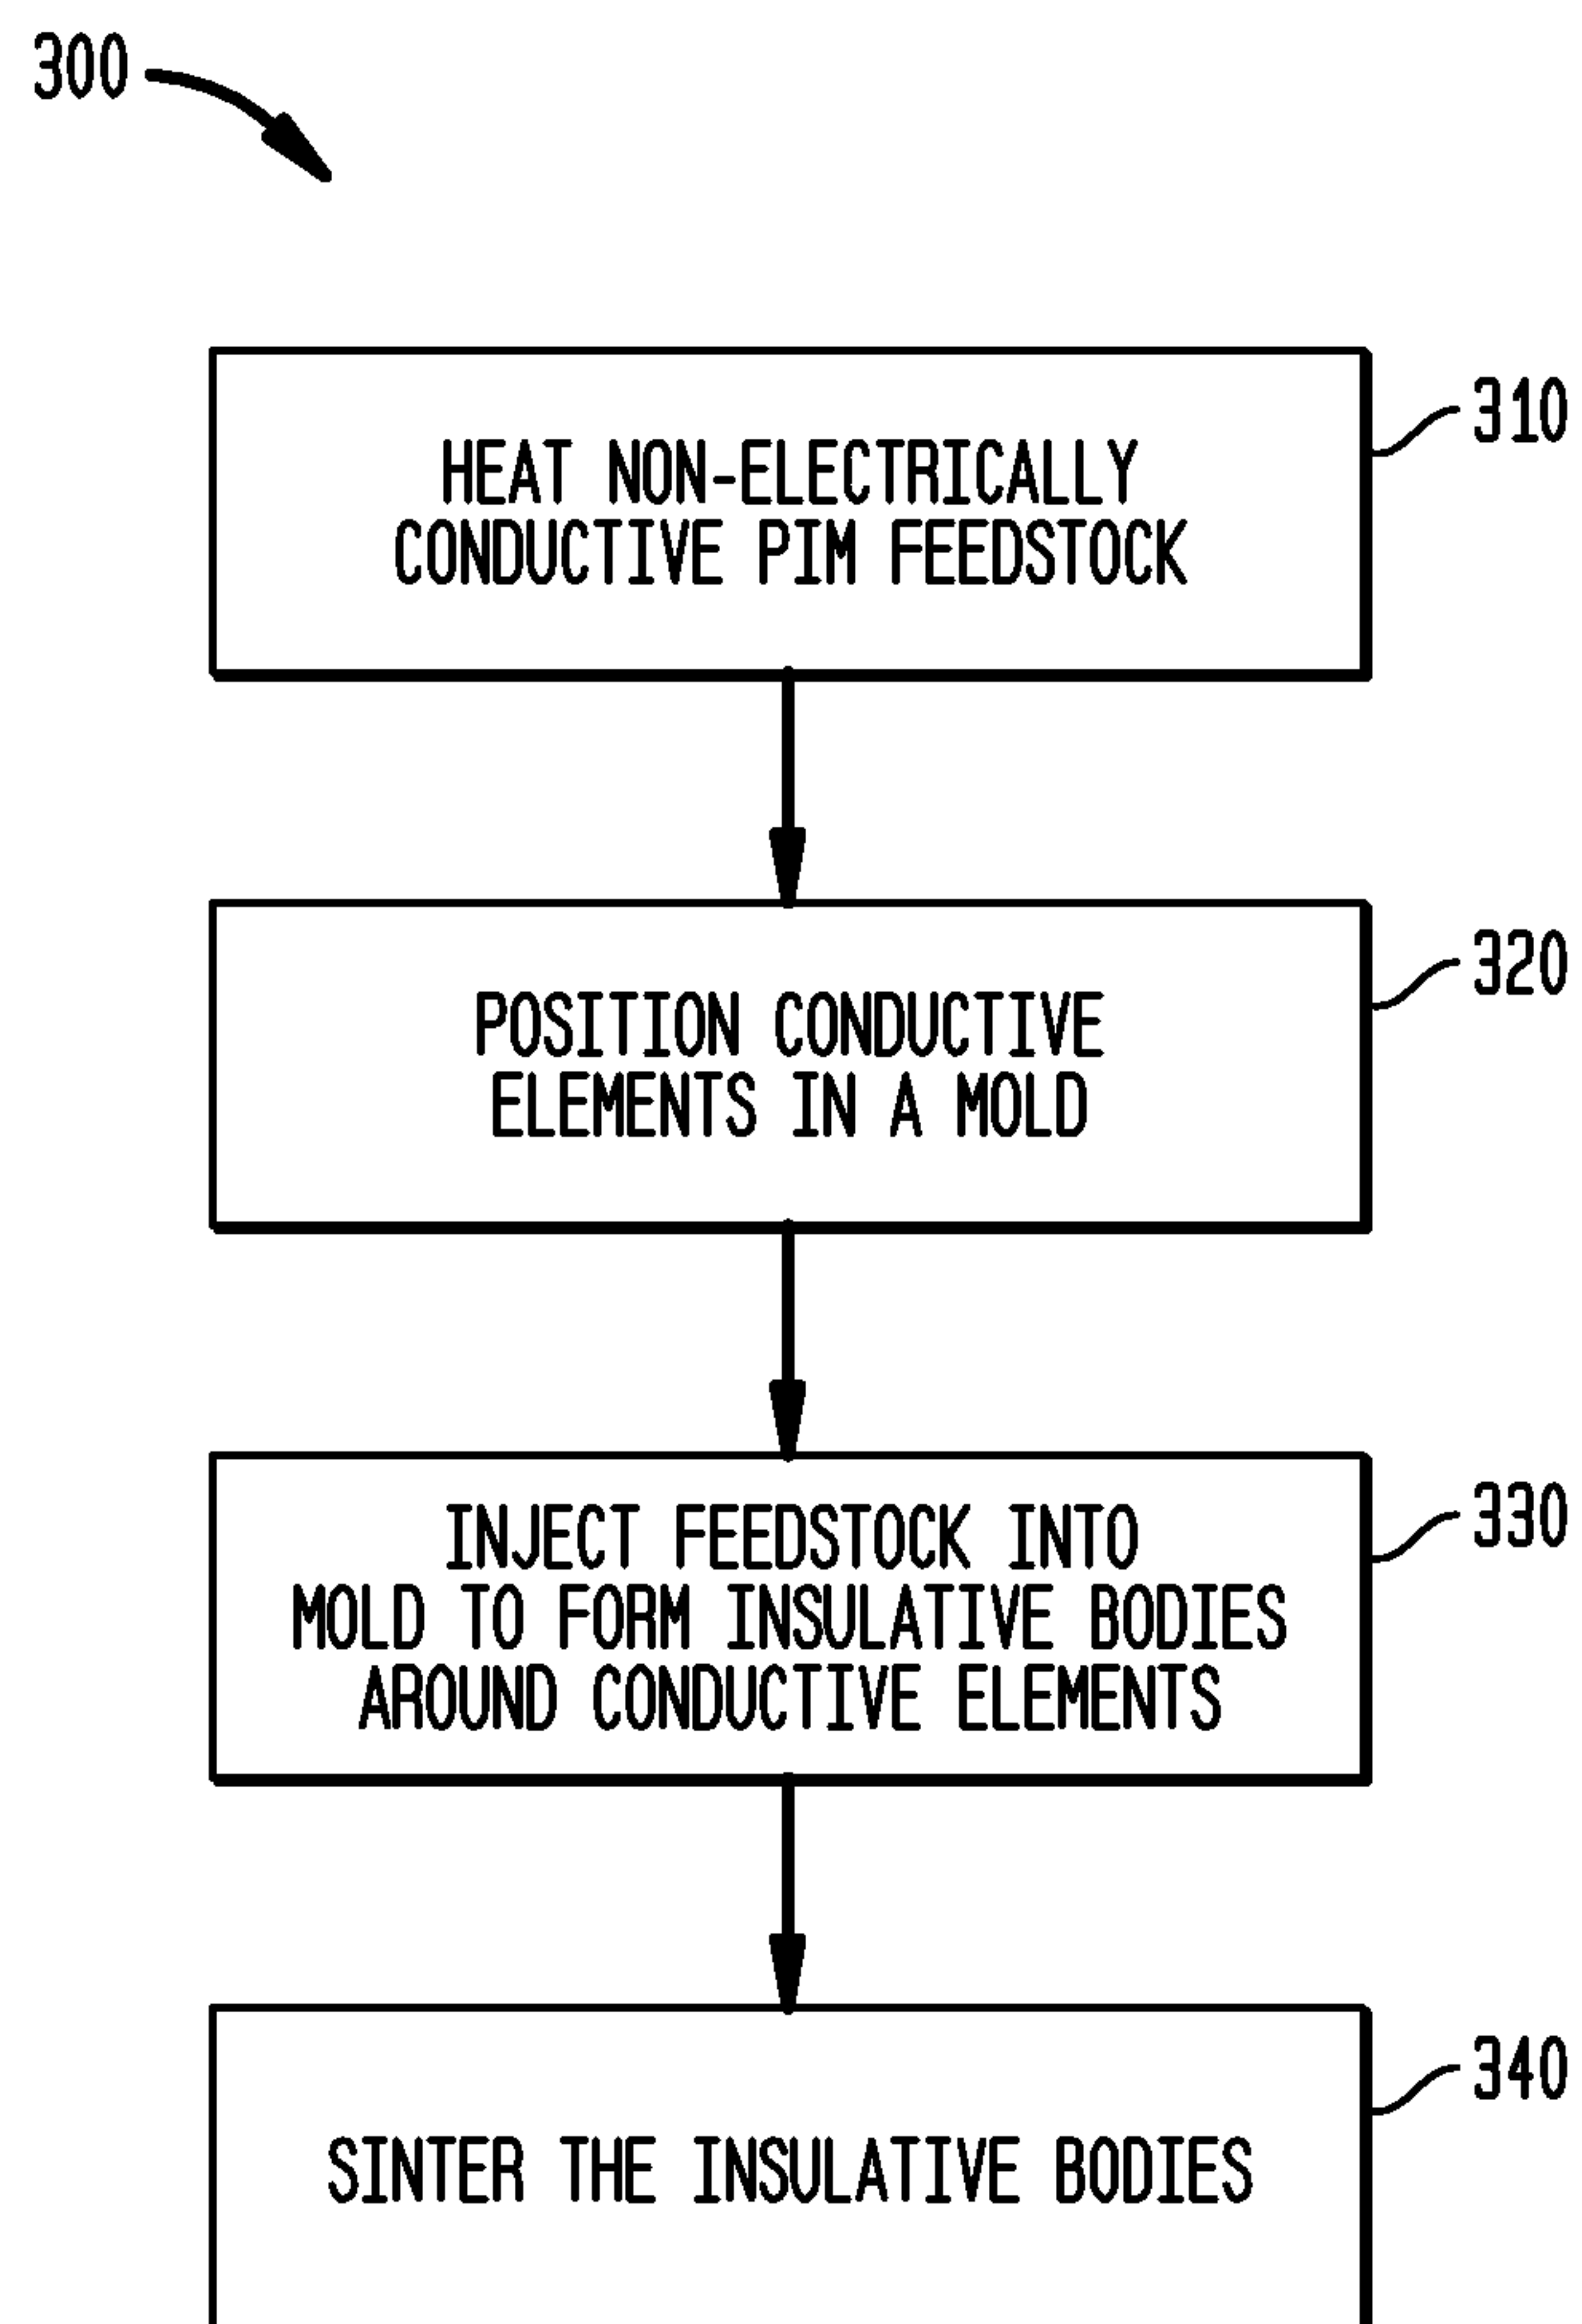 300
310
HEAT NON-ELECTRICALLY
CONDUCTIVE PIM FEEDSTOCK
320
POSITION CONDUCTIVE
ELEMENTS IN A MOLD
330
INJECT FEEDSTOCK INTO
MOLD TO FORM INSULATIVE BODIES
AROUND CONDUCTIVE ELEMENTS
340
SINTER THE INSULATIVE BODIES